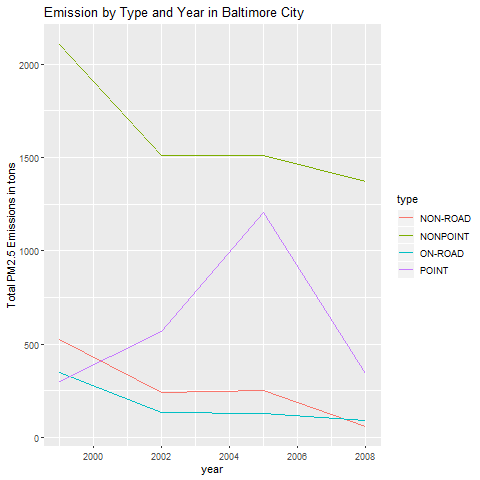 Emission by Type and Year in Baltimore City
Total PM2.5 Emissions in tons
2000
1500
1000
500
0
2000
2002
2004
2006
2008
year
type
NON-ROAD
NONPOINT
ON-ROAD
POINT